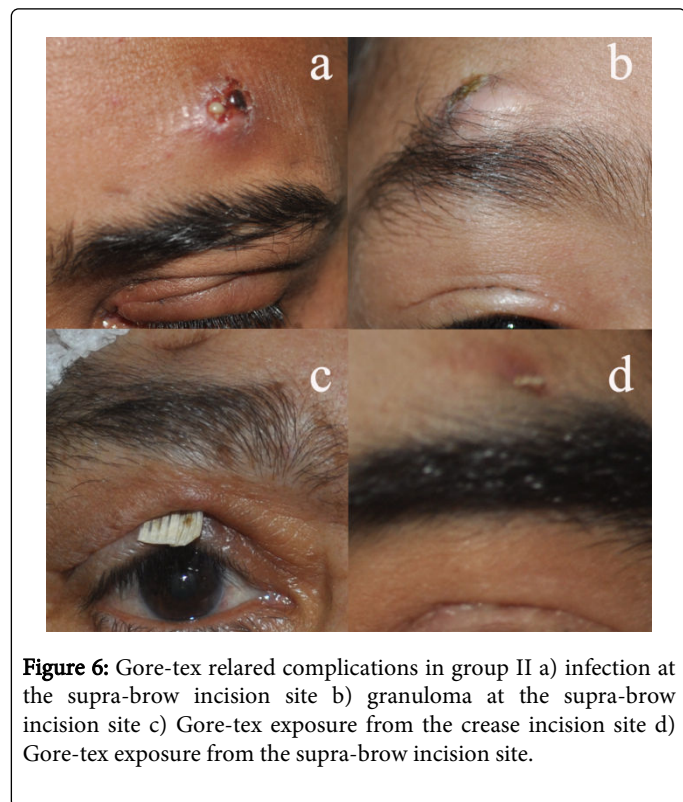 a b
c d
Figure 6: Gore-tex relared complications in group II a) infection at
the supra-brow incision site b) granuloma at the supra-brow
incision site c) Gore-tex exposure from the crease incision site d)
Gore-tex exposure from the supra-brow incision site.